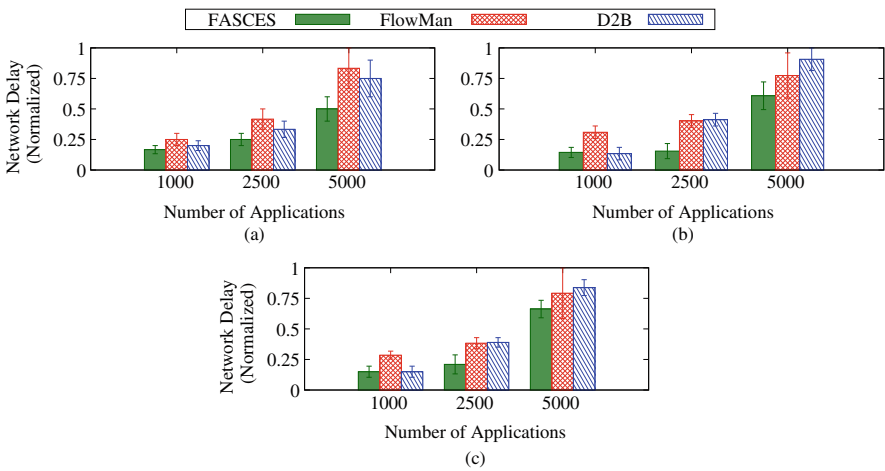 FASCES FlowMan D2B
Network Delay
(Normalized)
1
0.75
0.5
0.25
0
1000 2500 5000
Number of Applications
(a)
1
0.75
0.5
0.25
0
1000 2500 5000
Number of Applications
(b)
Network Delay
(Normalized)
1
0.75
0.5
0.25
0
1000 2500 5000
Number of Applications
(c)